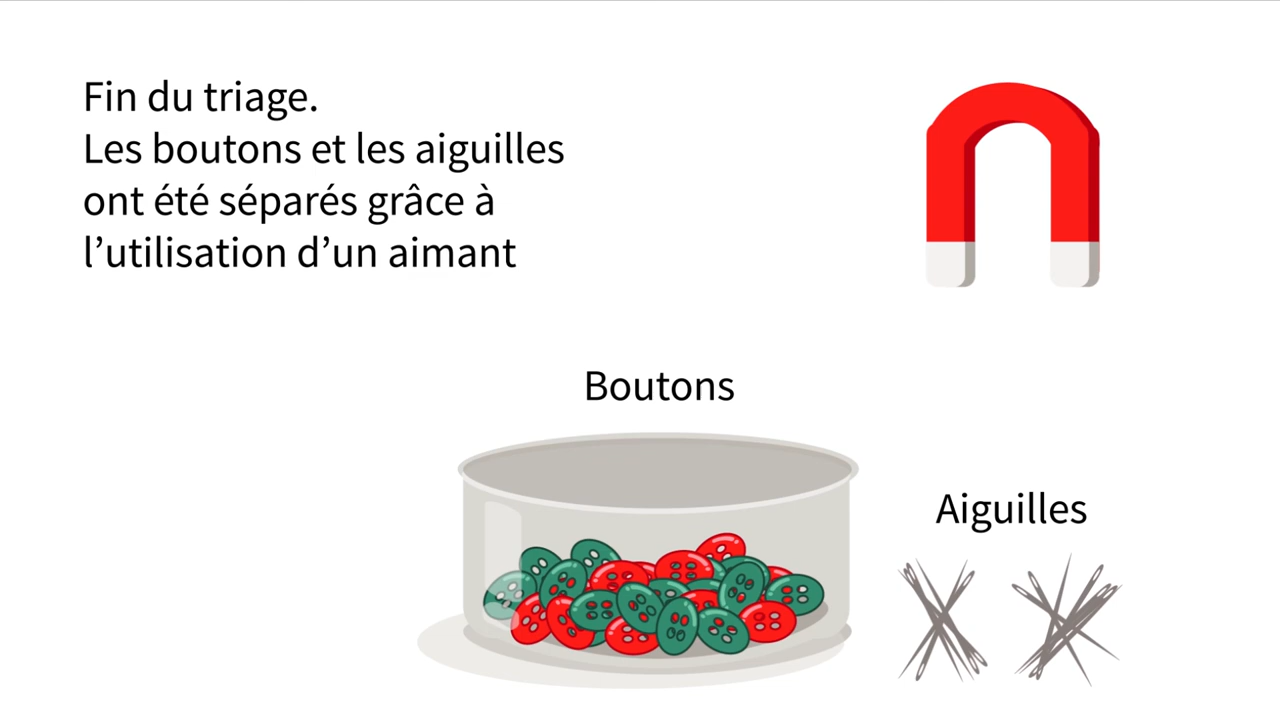 Fin du triage.
Les boutons et les aiguilles
ont été séparés grâce à
l’utilisation d’un aimant
Boutons
Aiguilles